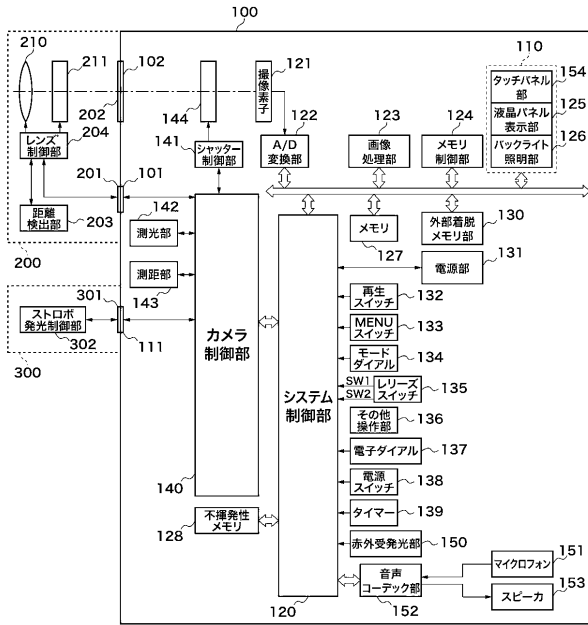 100
210
211
202
102
144
撮像素子
121
110
タッチパネル
部
154
液晶パネル
表示部
125
バックライト
照明部
126
レンズ
制御部
204
141
シャッター
制御部
A/D
変換部
122
画像
処理部
123
メモリ
制御部
124
201
101
距離
検出部
203
200
142
測光部
測距部
143
メモリ
127
外部着脱
メモリ部
130
電源部
131
301
ストロボ
発光制御部
302
111
300
カメラ
制御部
140
システム
制御部
120
再生
スイッチ
132
MENU
スイッチ
133
モード
ダイアル
134
SW1
SW2
レリーズ
スイッチ
135
その他
操作部
136
電子ダイアル
137
電源
スイッチ
138
タイマー
139
赤外受発光部
150
不揮発性
メモリ
128
音声
コーデック部
152
マイクロフォン
151
スピーカ
153